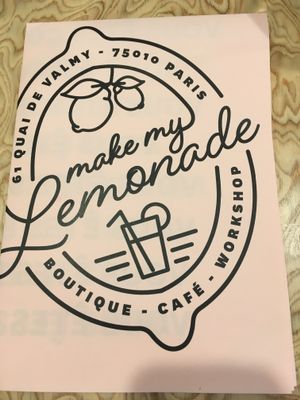 61 QUAI DE VALMY - 75010 PARIS
make my
Lemonade
BOUTIQUE - CAFÉ - WORKSHOP